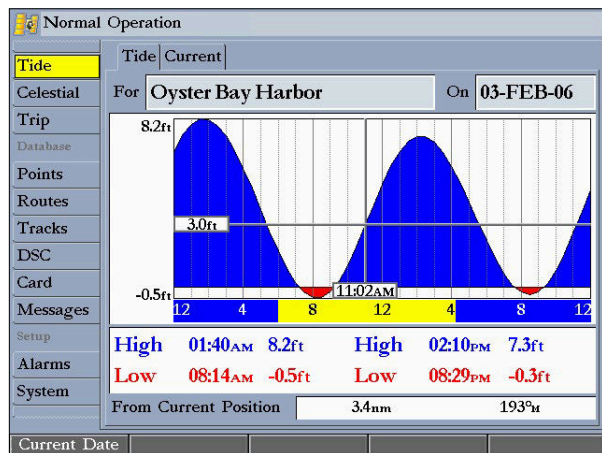 Normal Operation
Tide
Celestial
Trip
Database
Points
Routes
Tracks
DSC
Card
Messages
Setup
Alarms
System
Tide Current
For Oyster Bay Harbor On 03-FEB-06
8.2ft
3.0ft
-0.5ft
11:02AM
12 4 8 12 4 8 12
High 01:40AM 8.2ft High 02:10PM 7.3ft
Low 08:14AM -0.5ft Low 08:29PM -0.3ft
From Current Position 3.4nm 193°M
Current Date